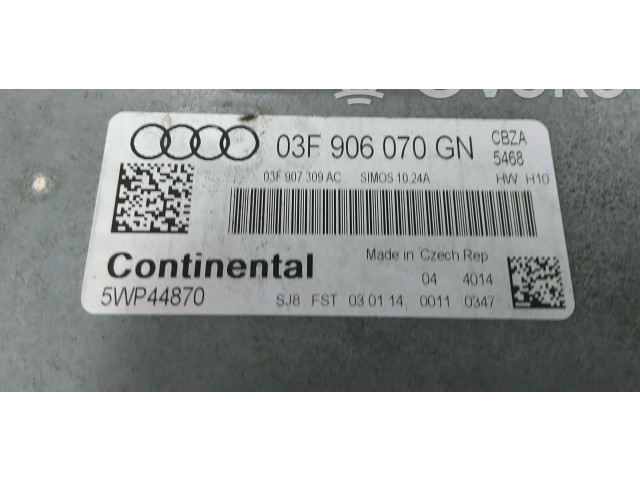 03F 906 070 GN
CBZA
5468
03F 907 309 AC SIMOS 10.24A HW H10
Continental
5WP44870
Made in Czech Rep
04 4014
SJ8 FST 03 01 14 0011 0347